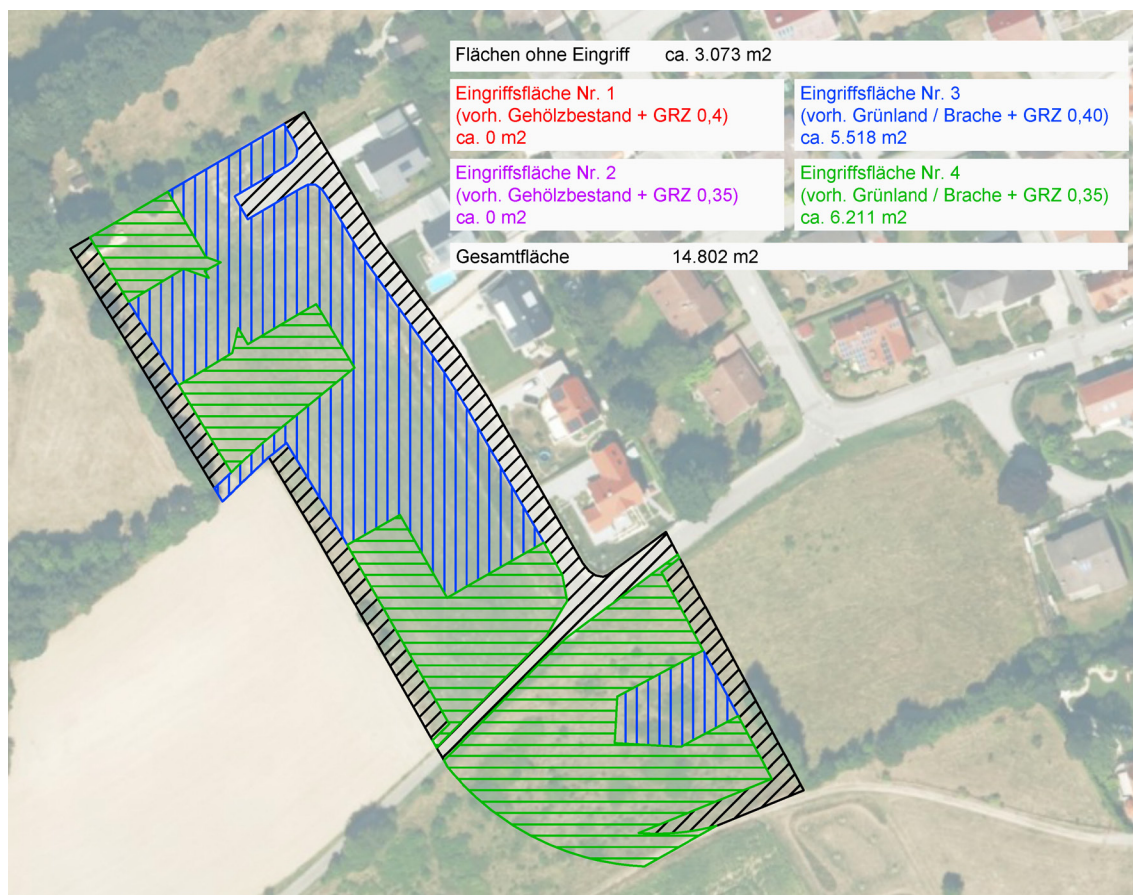 Flächen ohne Eingriff ca. 3.073 m2
Eingriffsfläche Nr. 1
(vorh. Gehölzbestand + GRZ 0,4)
ca. 0 m2
Eingriffsfläche Nr. 3
(vorh. Grünland / Brache + GRZ 0,40)
ca. 5.518 m2
Eingriffsfläche Nr. 2
(vorh. Gehölzbestand + GRZ 0,35)
ca. 0 m2
Eingriffsfläche Nr. 4
(vorh. Grünland / Brache + GRZ 0,35)
ca. 6.211 m2
Gesamtfläche 14.802 m2